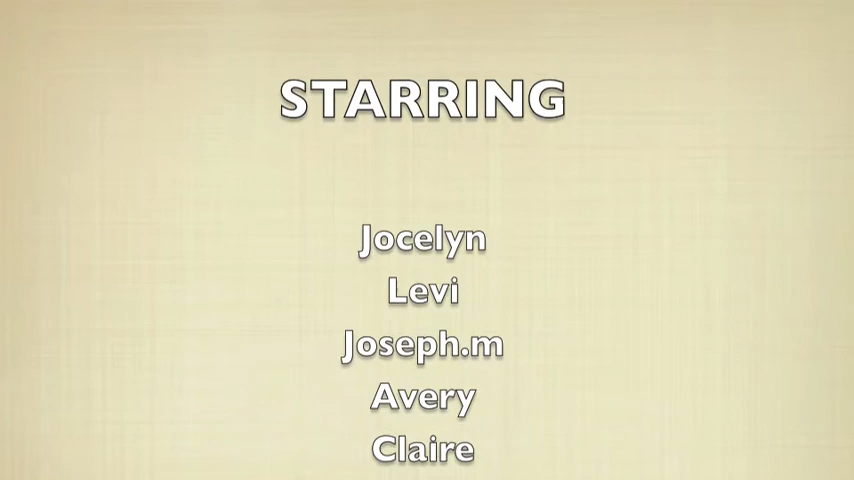 STARRING
Jocelyn
Levi
Joseph.m
Avery
Claire